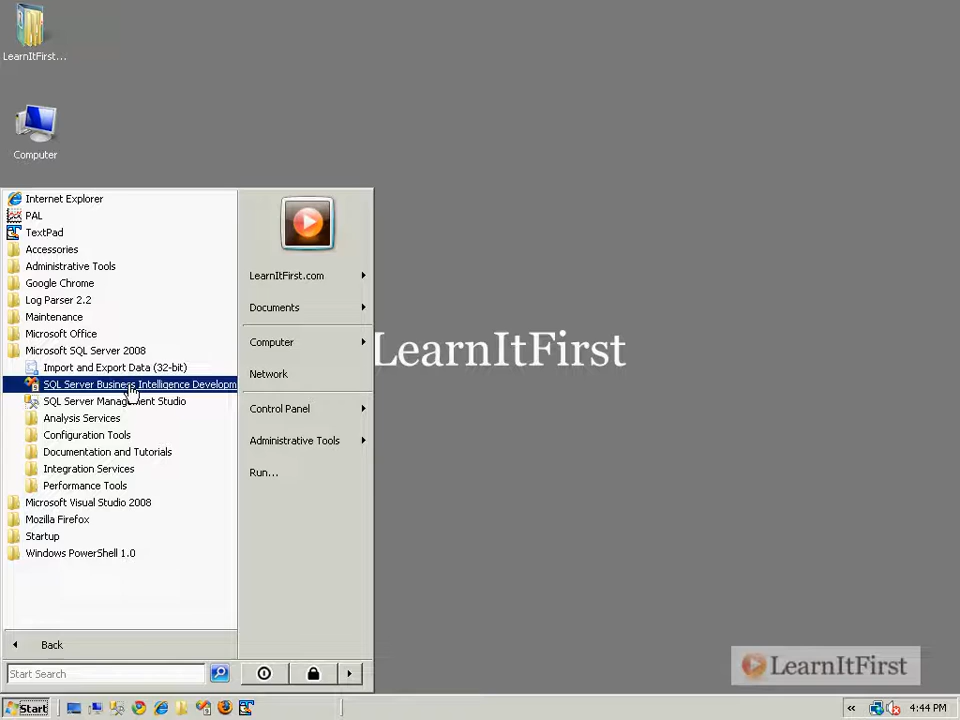 LearnItFirst...
Computer
Internet Explorer
PAL
TextPad
Accessories
Administrative Tools
Google Chrome
Log Parser 2.2
Maintenance
Microsoft Office
Microsoft SQL Server 2008
Import and Export Data (32-bit)
SQL Server Business Intelligence Developm
SQL Server Management Studio
Analysis Services
Configuration Tools
Documentation and Tutorials
Integration Services
Performance Tools
Microsoft Visual Studio 2008
Mozilla Firefox
Startup
Windows PowerShell 1.0
Back
Start Search
LearnItFirst.com
Documents
Computer
Network
Control Panel
Administrative Tools
Run...
LearnItFirst
LearnItFirst
Start
4:44 PM